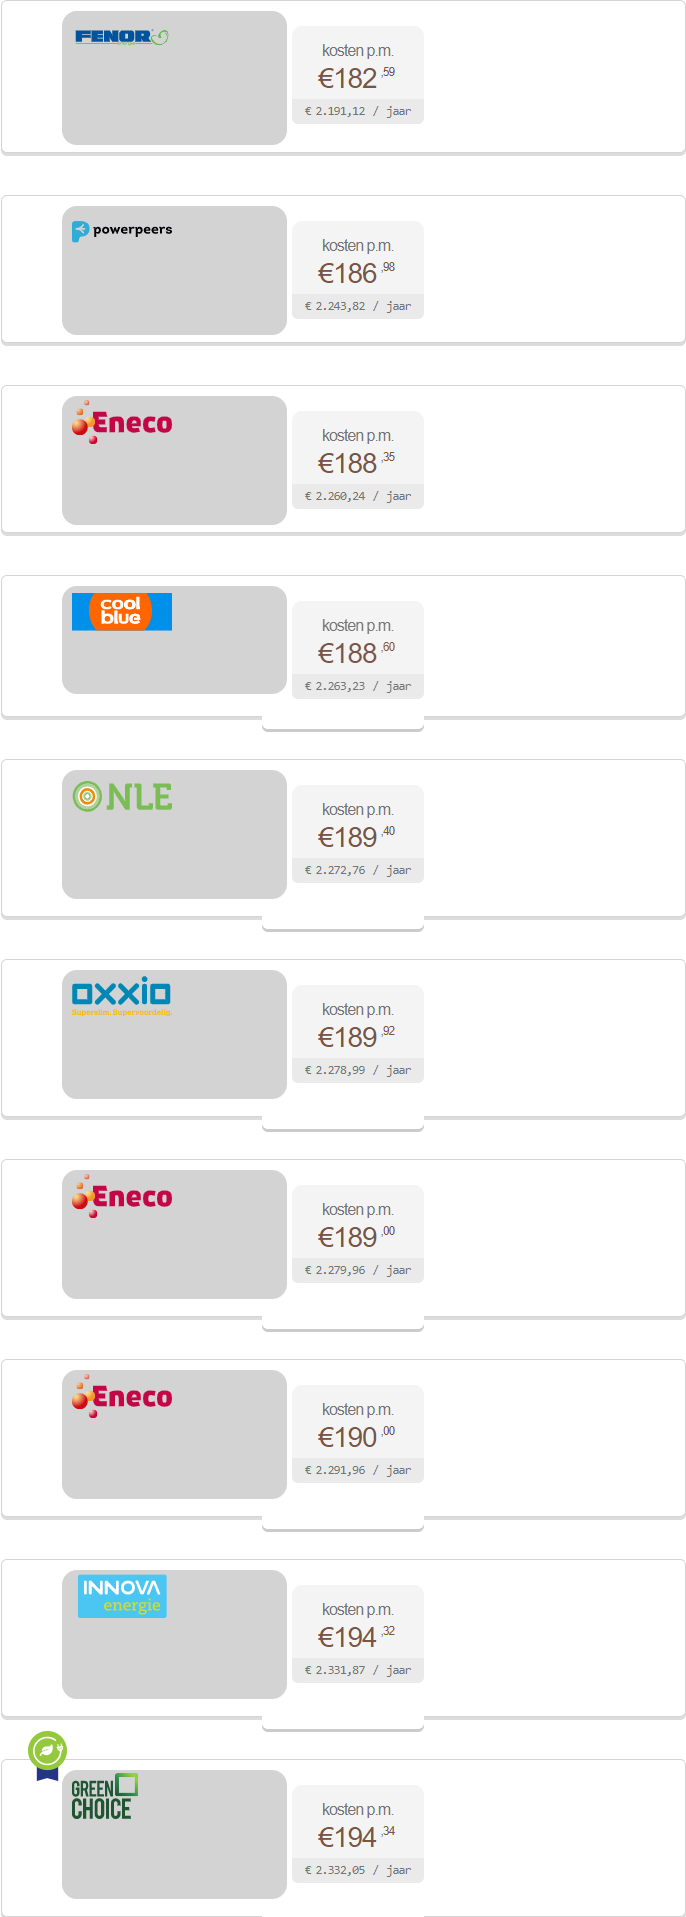 FENOR
kosten p.m.
€182 ,59
€ 2.191,12 / jaar
powerpeers
kosten p.m.
€186 ,98
€ 2.243,82 / jaar
Eneco
kosten p.m.
€188 ,35
€ 2.260,24 / jaar
cool
blue
kosten p.m.
€188 ,60
€ 2.263,23 / jaar
NLE
kosten p.m.
€189 ,40
€ 2.272,76 / jaar
oxxio
Superslim. Supervoordelig.
kosten p.m.
€189 ,92
€ 2.278,99 / jaar
Eneco
kosten p.m.
€189 ,00
€ 2.279,96 / jaar
Eneco
kosten p.m.
€190 ,00
€ 2.291,96 / jaar
INNOVA
energie
kosten p.m.
€194 ,32
€ 2.331,87 / jaar
GREEN
CHOICE
kosten p.m.
€194 ,34
€ 2.332,05 / jaar